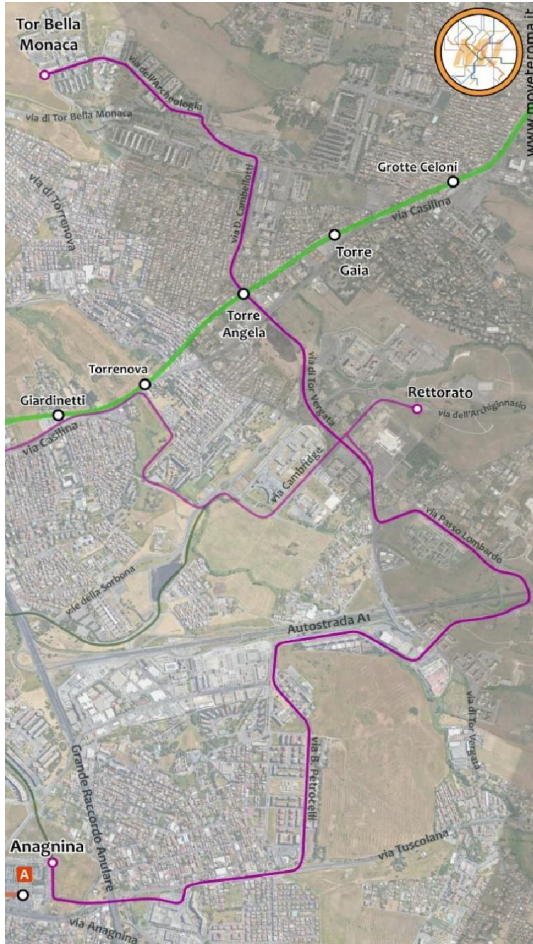 Tor Bella
Monaca
www.moveteroma.it
via dell'Archeologia
via di Tor Bella Monaca
Grotte Celoni
via Casilina
via di Torrenova
via D. Cambellotti
Torre
Gaia
Torre
Angela
Torrenova
Giardinetti
via Casilina
via di Tor Vergata
Rettorato
via dell'Archiginnasio
via Cambridge
via Passo Lombardo
viale della Sorbona
Autostrada A1
via di Tor Vergata
via B. Petrocelli
Grande Raccordo Anulare
Anagnina
A
via Tuscolana
via Anagnina